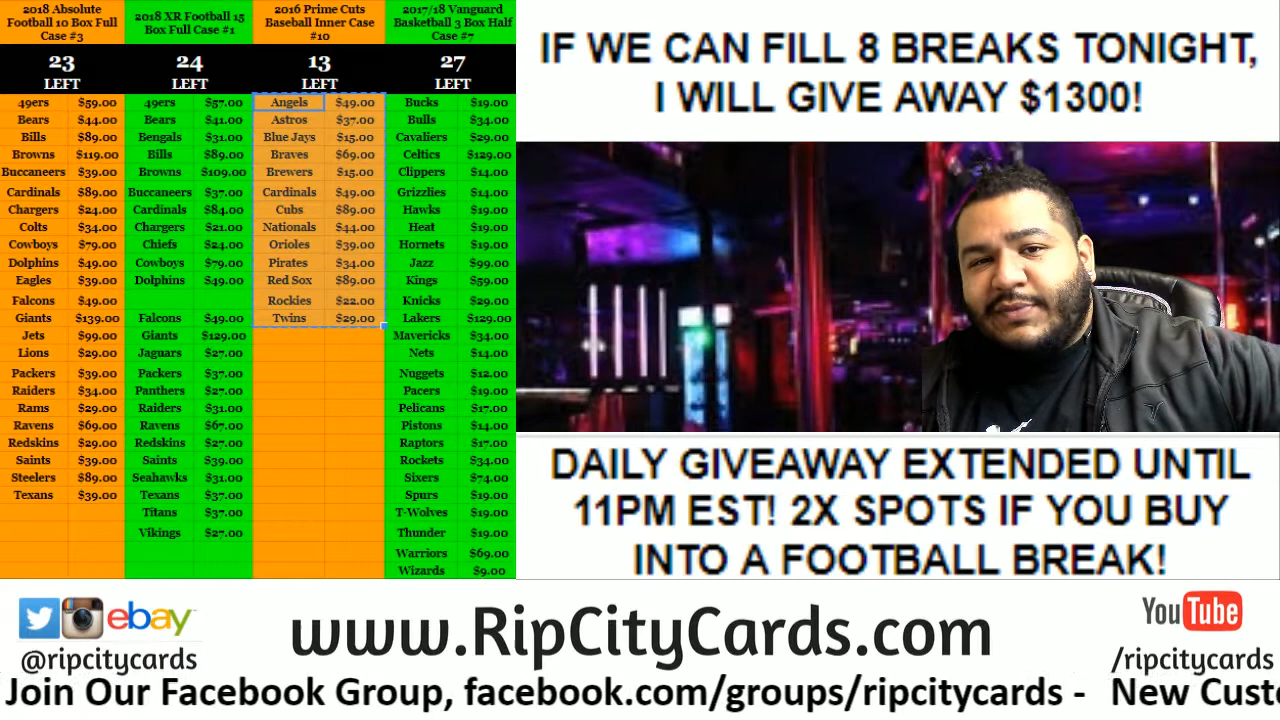 2018 Absolute
Football 10 Box Full
Case #3
23
LEFT
49ers $59.00
Bears $44.00
Bills $89.00
Browns $119.00
Buccaneers $39.00
Cardinals $89.00
Chargers $24.00
Colts $34.00
Cowboys $79.00
Dolphins $49.00
Eagles $39.00
Falcons $49.00
Giants $139.00
Jets $99.00
Lions $29.00
Packers $39.00
Raiders $34.00
Rams $29.00
Ravens $69.00
Redskins $29.00
Saints $39.00
Steelers $89.00
Texans $39.00
2018 XR Football 15
Box Full Case #1
24
LEFT
49ers $57.00
Bears $41.00
Bengals $31.00
Bills $89.00
Browns $109.00
Buccaneers $37.00
Cardinals $84.00
Chargers $21.00
Chiefs $24.00
Cowboys $79.00
Dolphins $49.00
Falcons $49.00
Giants $129.00
Jaguars $27.00
Packers $37.00
Panthers $27.00
Raiders $31.00
Ravens $67.00
Redskins $27.00
Saints $39.00
Seahawks $31.00
Texans $37.00
Titans $37.00
Vikings $27.00
2016 Prime Cuts
Baseball Inner Case
#10
13
LEFT
Angels $49.00
Astros $37.00
Blue Jays $15.00
Braves $69.00
Brewers $15.00
Cardinals $49.00
Cubs $89.00
Nationals $44.00
Orioles $39.00
Pirates $34.00
Red Sox $89.00
Rockies $22.00
Twins $29.00
2017/18 Vanguard
Basketball 3 Box Half
Case #7
27
LEFT
Bucks $19.00
Bulls $34.00
Cavaliers $29.00
Celtics $129.00
Clippers $14.00
Grizzlies $14.00
Hawks $19.00
Heat $19.00
Hornets $19.00
Jazz $99.00
Kings $59.00
Knicks $29.00
Lakers $129.00
Mavericks $34.00
Nets $14.00
Nuggets $12.00
Pacers $19.00
Pelicans $17.00
Pistons $14.00
Raptors $17.00
Rockets $34.00
Sixers $74.00
Spurs $19.00
T-Wolves $19.00
Thunder $19.00
Warriors $69.00
Wizards $9.00
IF WE CAN FILL 8 BREAKS TONIGHT,
I WILL GIVE AWAY $1300!
DAILY GIVEAWAY EXTENDED UNTIL
11PM EST! 2X SPOTS IF YOU BUY
INTO A FOOTBALL BREAK!
ebay
@ripcitycards
www.RipCityCards.com
YouTube
/ripcitycards
Join Our Facebook Group, facebook.com/groups/ripcitycards - New Custo